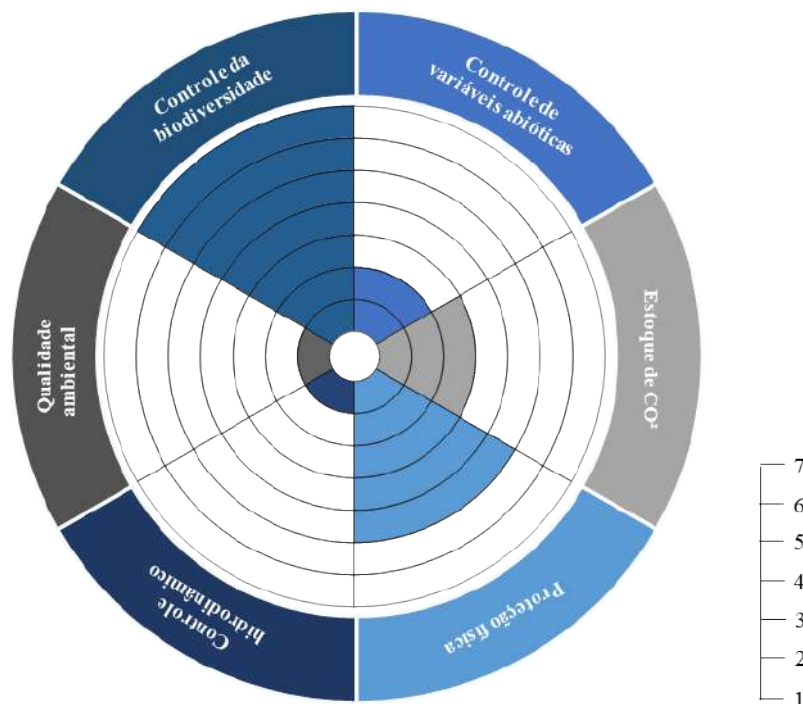 Controle da
biodiversidade
Controle de
variáveis abióticas
Estoque de CO²
Proteção física
Controle
hidrodinâmico
Qualidade
ambiental
7
6
5
4
3
2
1